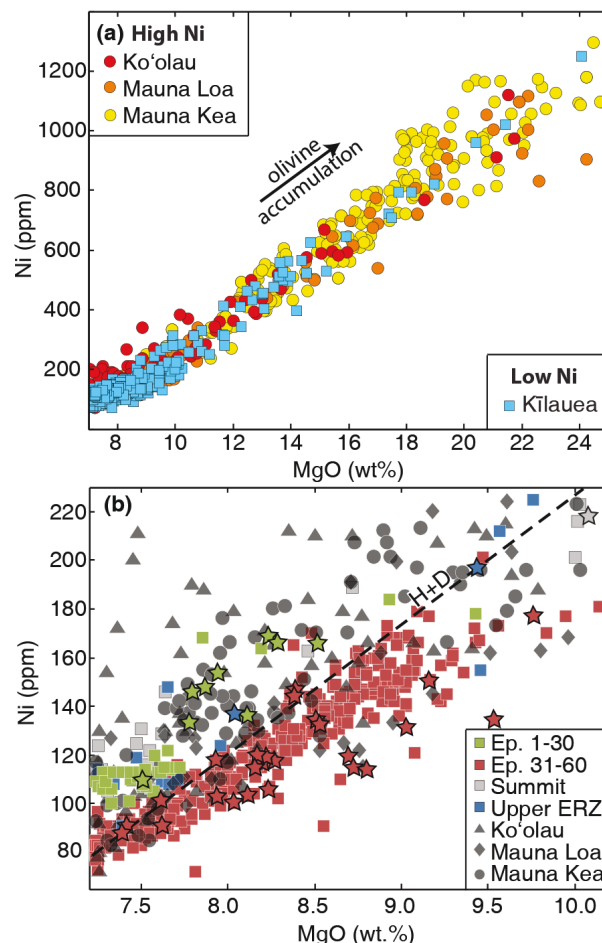 (a) High Ni
Ko‘olau
Mauna Loa
Mauna Kea
olivine
accumulation
Low Ni
Kīlauea
Ni (ppm)
1200
1000
800
600
400
200
8 10 12 14 16 18 20 22 24
MgO (wt%)
(b)
H+D
Ni (ppm)
220
200
180
160
140
120
100
80
Ep. 1-30
Ep. 31-60
Summit
Upper ERZ
Ko‘olau
Mauna Loa
Mauna Kea
7.5 8.0 8.5 9.0 9.5 10.0
MgO (wt.%)